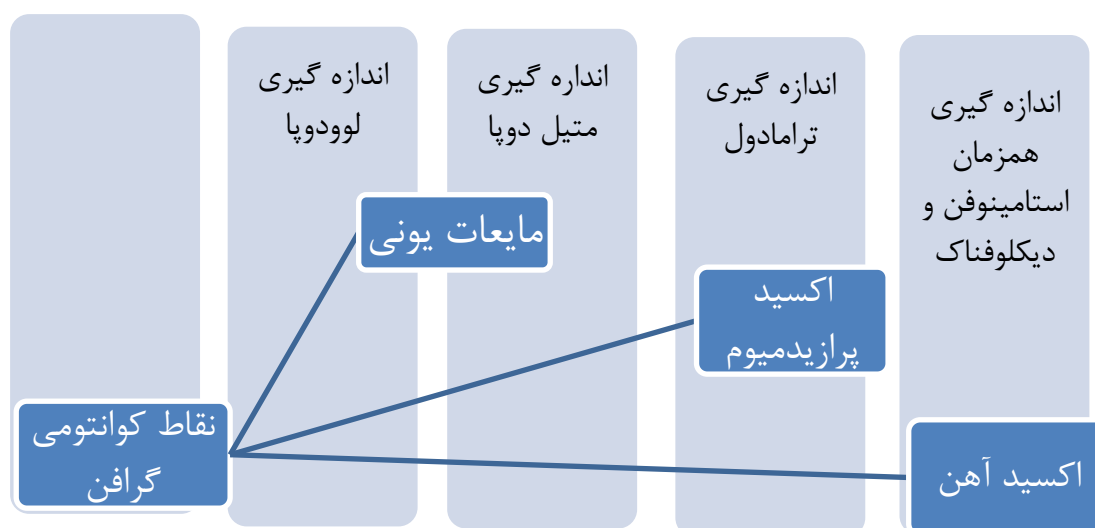 اندازه گیری
لوودوپا
انداره گیری
متیل دوپا
اندازه گیری
ترامادول
اندازه گیری
همزمان
استامینوفن و
دیکلوفناک
مایعات یونی
اکسید
پرازیدمیوم
نقاط کوانتومی
گرافن
اکسید آهن